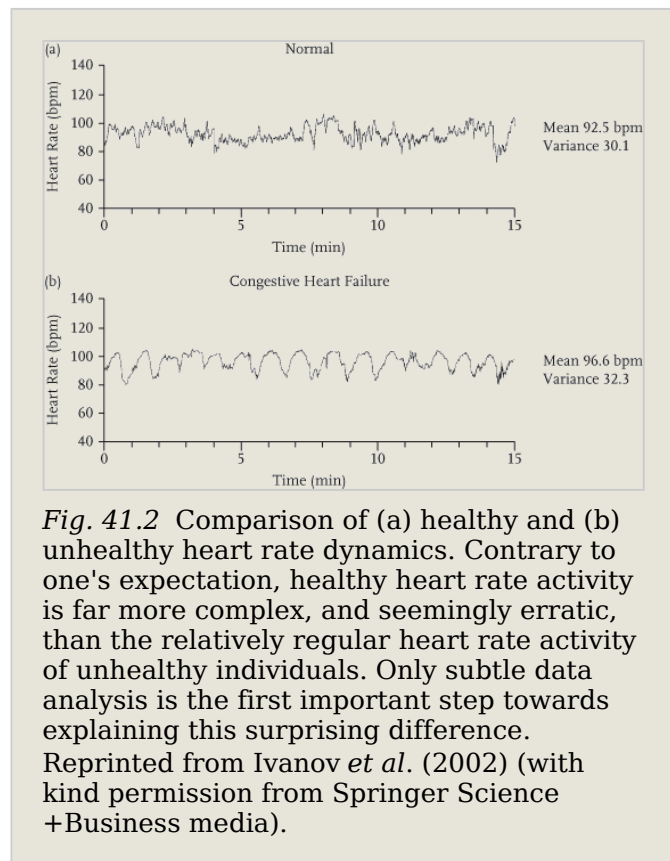 (a)
Normal
140
120
100
80
60
40
Heart Rate (bpm)
0
5
10
15
Time (min)
Mean 92.5 bpm
Variance 30.1
(b)
Congestive Heart Failure
140
120
100
80
60
40
Heart Rate (bpm)
0
5
10
15
Time (min)
Mean 96.6 bpm
Variance 32.3
Fig. 41.2 Comparison of (a) healthy and (b)
unhealthy heart rate dynamics. Contrary to
one's expectation, healthy heart rate activity
is far more complex, and seemingly erratic,
than the relatively regular heart rate activity
of unhealthy individuals. Only subtle data
analysis is the first important step towards
explaining this surprising difference.
Reprinted from Ivanov et al. (2002) (with
kind permission from Springer Science
+Business media).